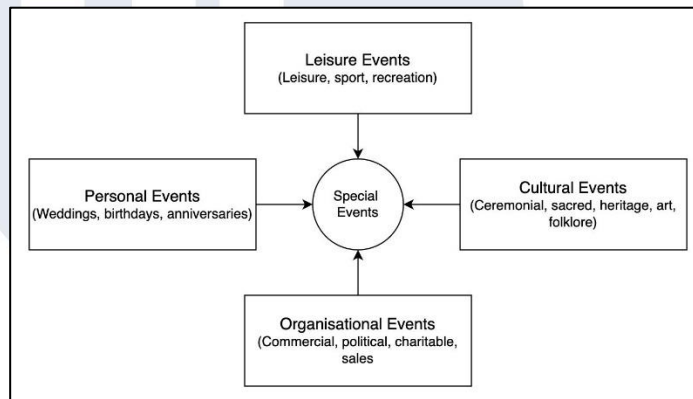 Leisure Events
(Leisure, sport, recreation)
Personal Events
(Weddings, birthdays, anniversaries)
Special
Events
Cultural Events
(Ceremonial, sacred, heritage, art,
folklore)
Organisational Events
(Commercial, political, charitable,
sales